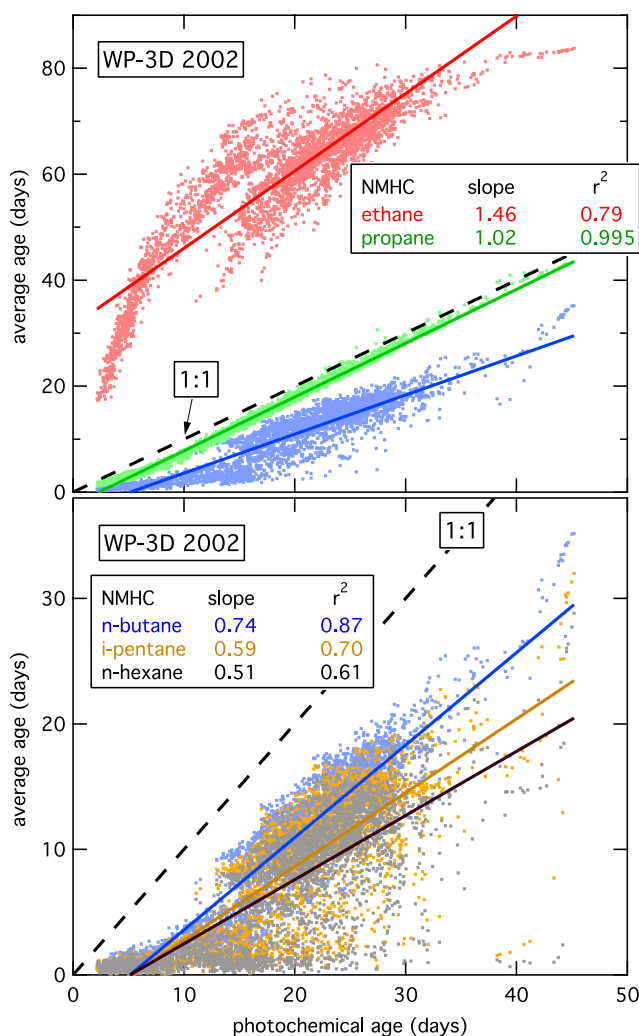 80
60
40
20
0
average age (days)
WP-3D 2002
NMHC slope r²
ethane 1.46 0.79
propane 1.02 0.995
1:1
30
20
10
0
average age (days)
WP-3D 2002
1:1
NMHC slope r²
n-butane 0.74 0.87
i-pentane 0.59 0.70
n-hexane 0.51 0.61
0 10 20 30 40 50
photochemical age (days)